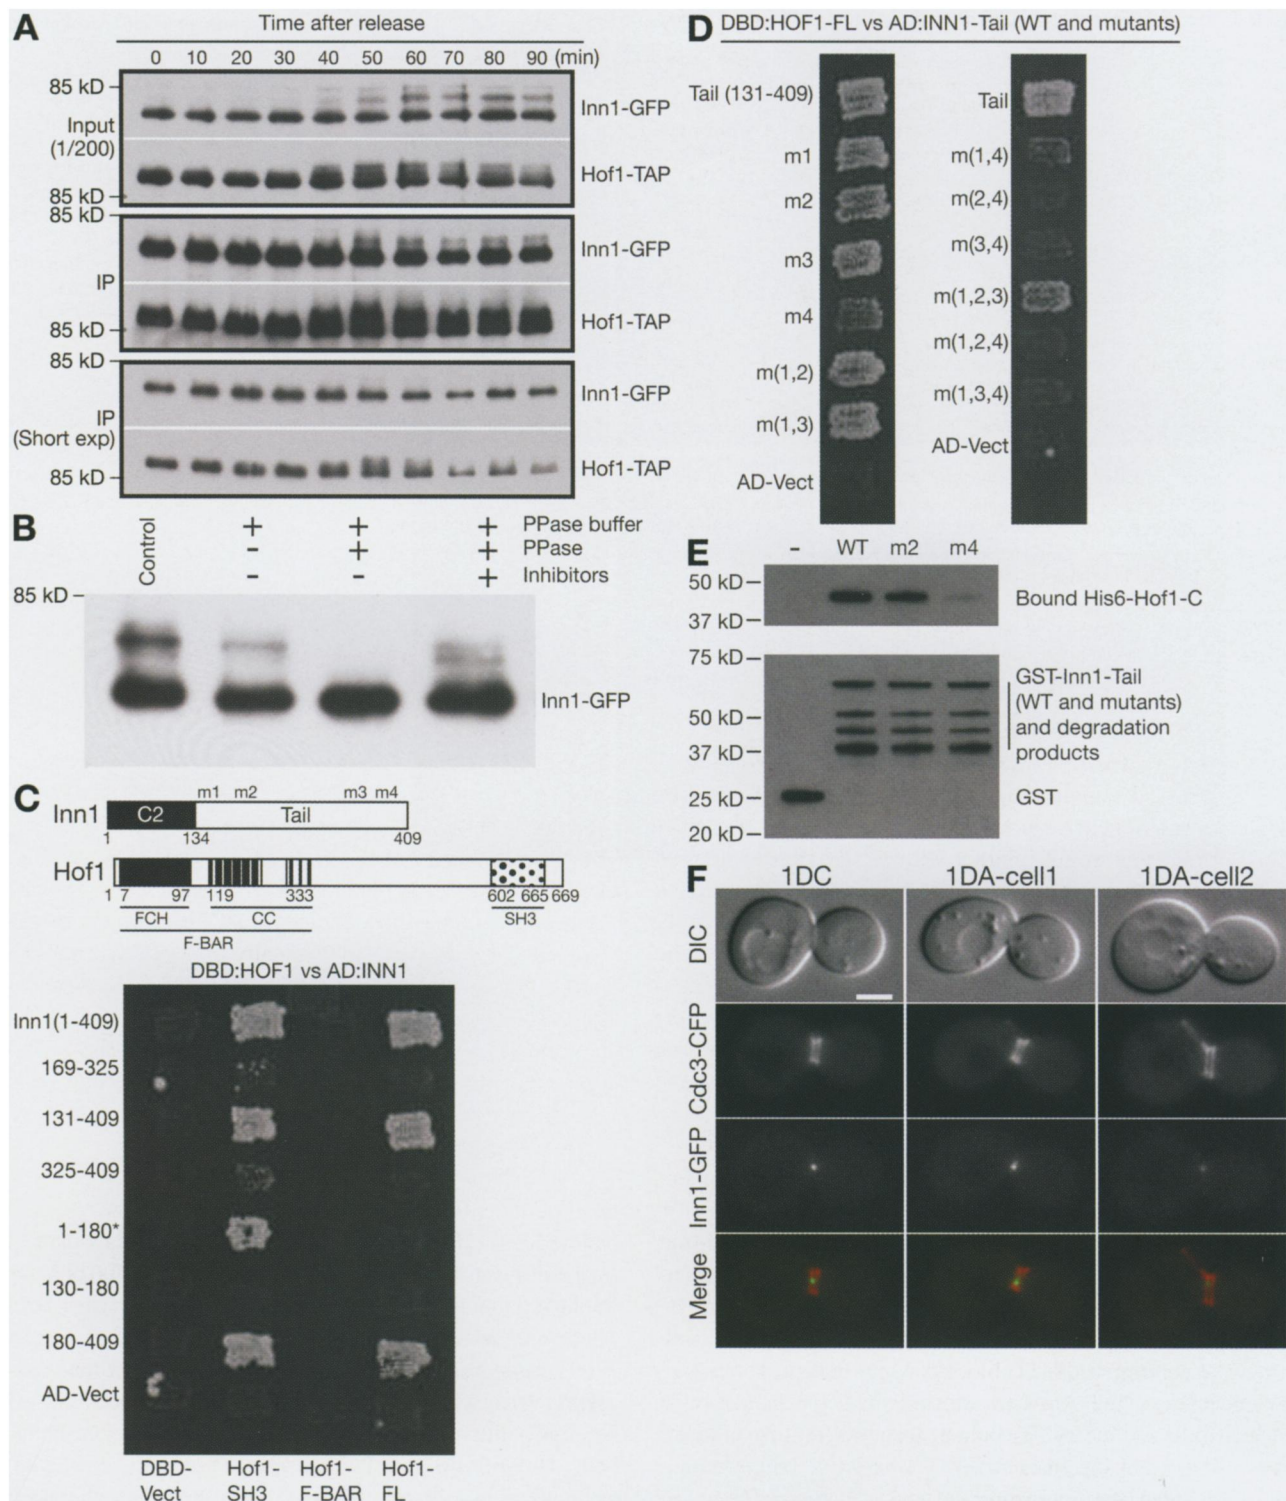 A
Time after release
0 10 20 30 40 50 60 70 80 90 (min)
85 kD
Input
(1/200)
85 kD
Inn1-GFP
Hof1-TAP
85 kD
IP
85 kD
Inn1-GFP
Hof1-TAP
85 kD
IP
(Short exp)
85 kD
Inn1-GFP
Hof1-TAP
B
Control
+ + + PPase buffer
- + + PPase
- - + Inhibitors
85 kD
Inn1-GFP
C
m1 m2 m3 m4
Inn1 C2 Tail
1 134 409
Hof1
1 7 97 119 333 602 665 669
FCH CC SH3
F-BAR
DBD:HOF1 vs AD:INN1
Inn1(1-409)
169-325
131-409
325-409
1-180*
130-180
180-409
AD-Vect
DBD- Hof1- Hof1- Hof1-
Vect SH3 F-BAR FL
D
DBD:HOF1-FL vs AD:INN1-Tail (WT and mutants)
Tail (131-409)
m1
m2
m3
m4
m(1,2)
m(1,3)
AD-Vect
Tail
m(1,4)
m(2,4)
m(3,4)
m(1,2,3)
m(1,2,4)
m(1,3,4)
AD-Vect
E
- WT m2 m4
50 kD
37 kD
Bound His6-Hof1-C
75 kD
50 kD
37 kD
25 kD
20 kD
GST-Inn1-Tail
(WT and mutants)
and degradation
products
GST
F
1DC 1DA-cell1 1DA-cell2
DIC
Cdc3-CFP
Inn1-GFP
Merge